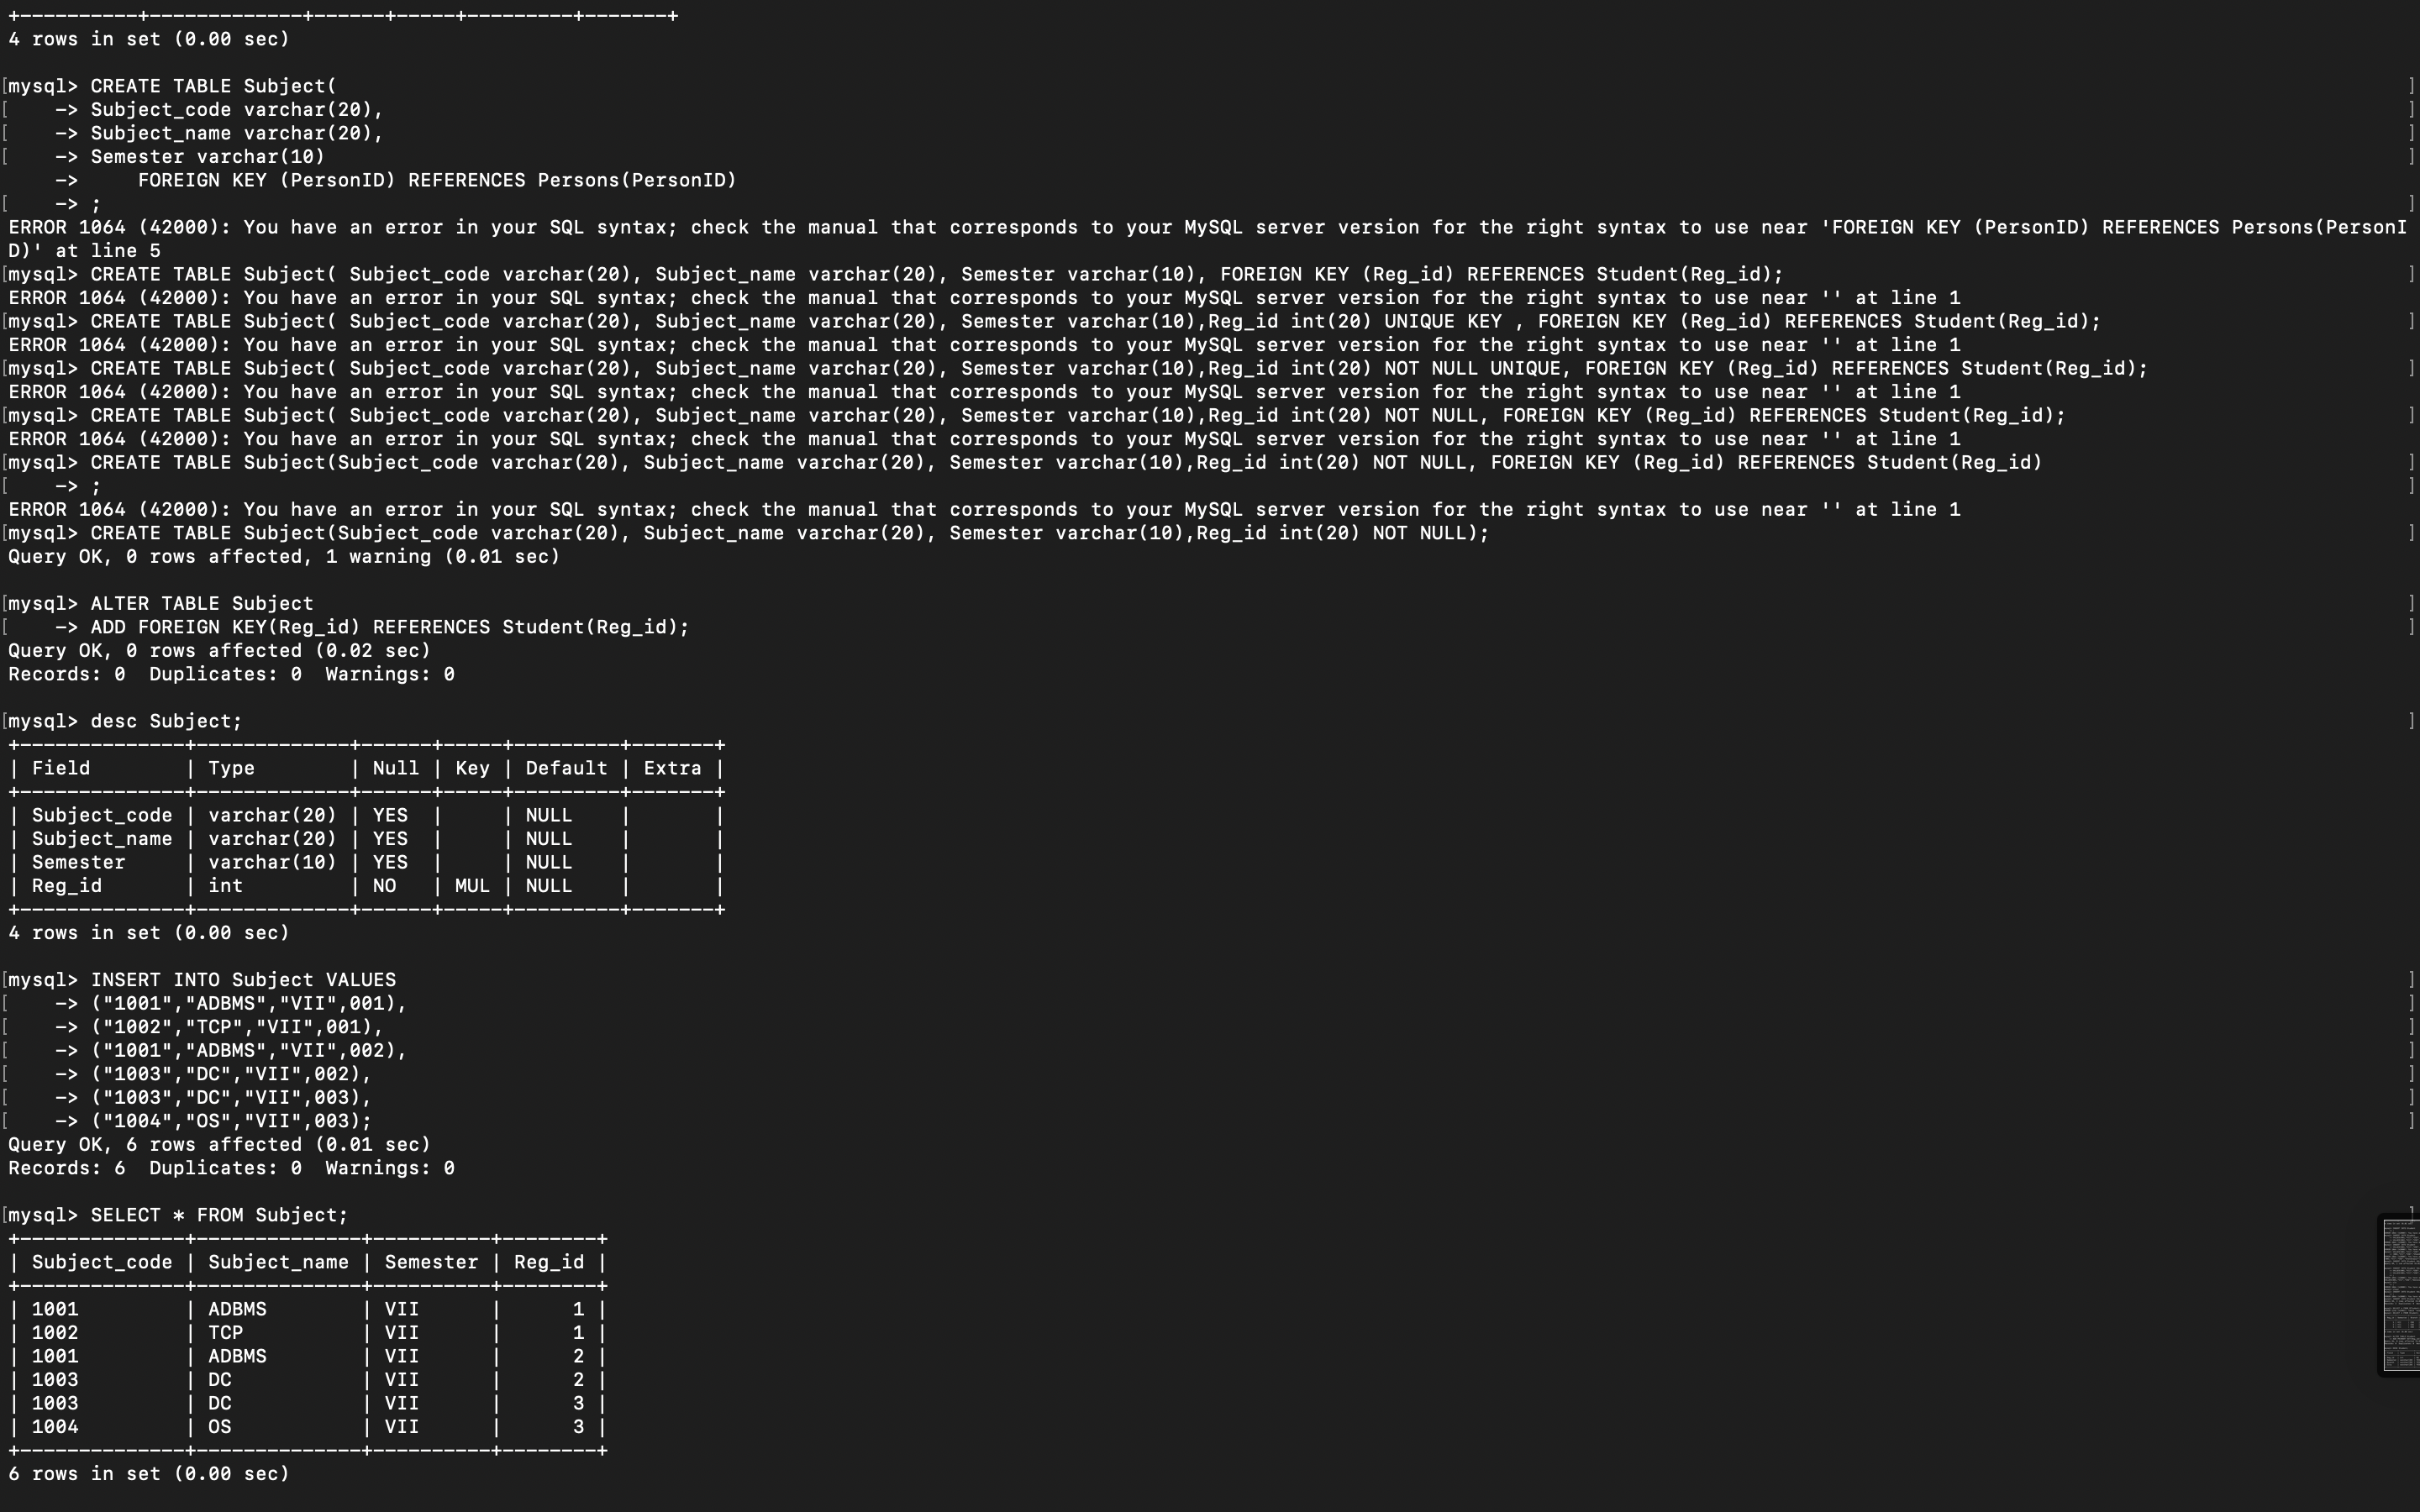 +----------+-------------+------+-----+---------+-------+
4 rows in set (0.00 sec)
[mysql> CREATE TABLE Subject( ]
[    -> Subject_code varchar(20), ]
[    -> Subject_name varchar(20), ]
[    -> Semester varchar(10) ]
    ->     FOREIGN KEY (PersonID) REFERENCES Persons(PersonID)
[    -> ; ]
ERROR 1064 (42000): You have an error in your SQL syntax; check the manual that corresponds to your MySQL server version for the right syntax to use near 'FOREIGN KEY (PersonID) REFERENCES Persons(PersonI
D)' at line 5
[mysql> CREATE TABLE Subject( Subject_code varchar(20), Subject_name varchar(20), Semester varchar(10), FOREIGN KEY (Reg_id) REFERENCES Student(Reg_id); ]
ERROR 1064 (42000): You have an error in your SQL syntax; check the manual that corresponds to your MySQL server version for the right syntax to use near '' at line 1
[mysql> CREATE TABLE Subject( Subject_code varchar(20), Subject_name varchar(20), Semester varchar(10),Reg_id int(20) UNIQUE KEY , FOREIGN KEY (Reg_id) REFERENCES Student(Reg_id); ]
ERROR 1064 (42000): You have an error in your SQL syntax; check the manual that corresponds to your MySQL server version for the right syntax to use near '' at line 1
[mysql> CREATE TABLE Subject( Subject_code varchar(20), Subject_name varchar(20), Semester varchar(10),Reg_id int(20) NOT NULL UNIQUE, FOREIGN KEY (Reg_id) REFERENCES Student(Reg_id); ]
ERROR 1064 (42000): You have an error in your SQL syntax; check the manual that corresponds to your MySQL server version for the right syntax to use near '' at line 1
[mysql> CREATE TABLE Subject( Subject_code varchar(20), Subject_name varchar(20), Semester varchar(10),Reg_id int(20) NOT NULL, FOREIGN KEY (Reg_id) REFERENCES Student(Reg_id); ]
ERROR 1064 (42000): You have an error in your SQL syntax; check the manual that corresponds to your MySQL server version for the right syntax to use near '' at line 1
[mysql> CREATE TABLE Subject(Subject_code varchar(20), Subject_name varchar(20), Semester varchar(10),Reg_id int(20) NOT NULL, FOREIGN KEY (Reg_id) REFERENCES Student(Reg_id) ]
[    -> ; ]
ERROR 1064 (42000): You have an error in your SQL syntax; check the manual that corresponds to your MySQL server version for the right syntax to use near '' at line 1
[mysql> CREATE TABLE Subject(Subject_code varchar(20), Subject_name varchar(20), Semester varchar(10),Reg_id int(20) NOT NULL); ]
Query OK, 0 rows affected, 1 warning (0.01 sec)
[mysql> ALTER TABLE Subject ]
[    -> ADD FOREIGN KEY(Reg_id) REFERENCES Student(Reg_id); ]
Query OK, 0 rows affected (0.02 sec)
Records: 0  Duplicates: 0  Warnings: 0
[mysql> desc Subject; ]
+--------------+-------------+------+-----+---------+-------+
| Field        | Type        | Null | Key | Default | Extra |
+--------------+-------------+------+-----+---------+-------+
| Subject_code | varchar(20) | YES  |     | NULL    |       |
| Subject_name | varchar(20) | YES  |     | NULL    |       |
| Semester     | varchar(10) | YES  |     | NULL    |       |
| Reg_id       | int         | NO   | MUL | NULL    |       |
+--------------+-------------+------+-----+---------+-------+
4 rows in set (0.00 sec)
[mysql> INSERT INTO Subject VALUES ]
[    -> ("1001","ADBMS","VII",001), ]
[    -> ("1002","TCP","VII",001), ]
[    -> ("1001","ADBMS","VII",002), ]
[    -> ("1003","DC","VII",002), ]
[    -> ("1003","DC","VII",003), ]
[    -> ("1004","OS","VII",003); ]
Query OK, 6 rows affected (0.01 sec)
Records: 6  Duplicates: 0  Warnings: 0
[mysql> SELECT * FROM Subject; ]
+--------------+--------------+----------+--------+
| Subject_code | Subject_name | Semester | Reg_id |
+--------------+--------------+----------+--------+
| 1001         | ADBMS        | VII      |      1 |
| 1002         | TCP          | VII      |      1 |
| 1001         | ADBMS        | VII      |      2 |
| 1003         | DC           | VII      |      2 |
| 1003         | DC           | VII      |      3 |
| 1004         | OS           | VII      |      3 |
+--------------+--------------+----------+--------+
6 rows in set (0.00 sec)